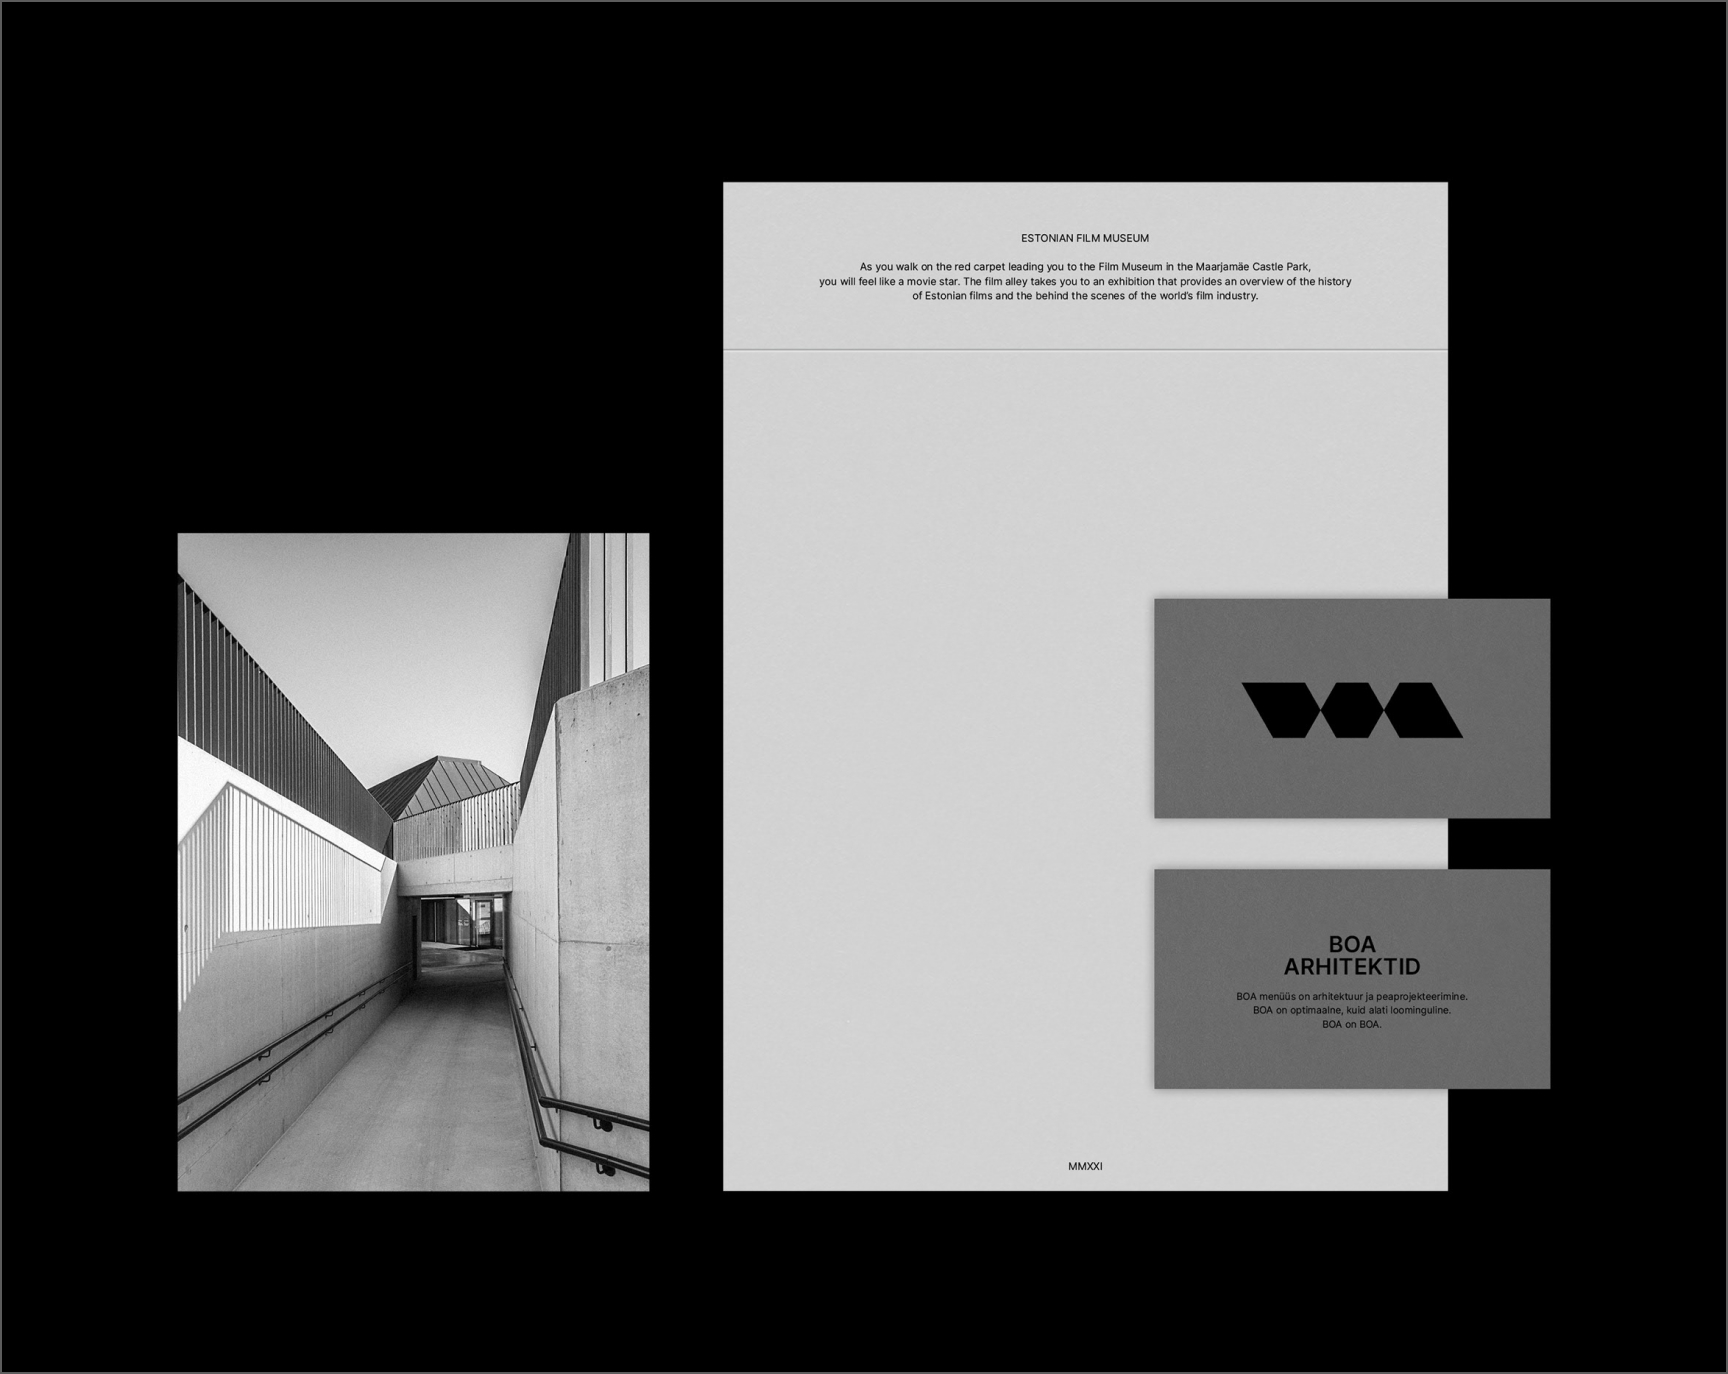 ESTONIAN FILM MUSEUM
As you walk on the red carpet leading you to the Film Museum in the Maarjamäe Castle Park,
you will feel like a movie star. The film alley takes you to an exhibition that provides an overview of the history
of Estonian films and the behind the scenes of the world's film industry.
BOA
ARHITEKTID
BOA menüüs on arhitektuur ja peaprojekteerimine.
BOA on optimaalne, kuid alati loominguline.
BOA on BOA.
MMXXI